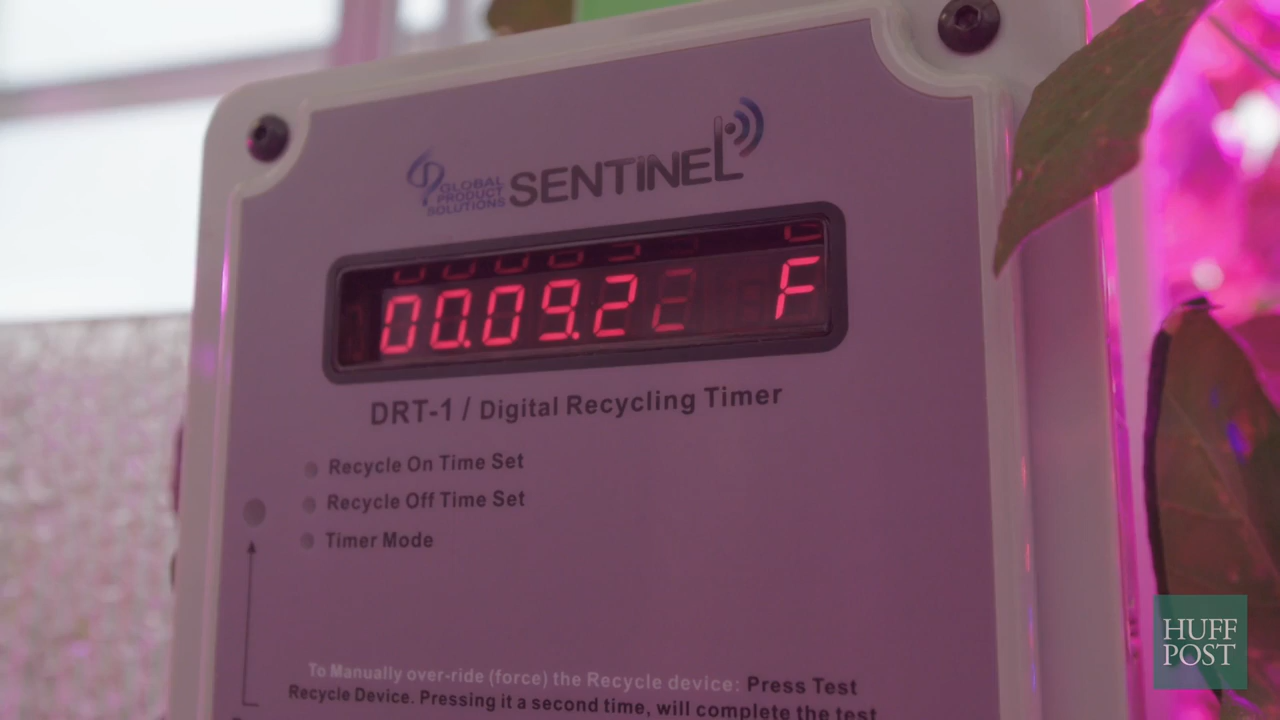 GLOBAL
PRODUCT
SOLUTIONS
SENTINEL
00.09.2 F
DRT-1 / Digital Recycling Timer
Recycle On Time Set
Recycle Off Time Set
Timer Mode
To Manually over-ride (force) the Recycle device: Press Test
Recycle Device. Pressing it a second time, will complete the test
HUFF
POST